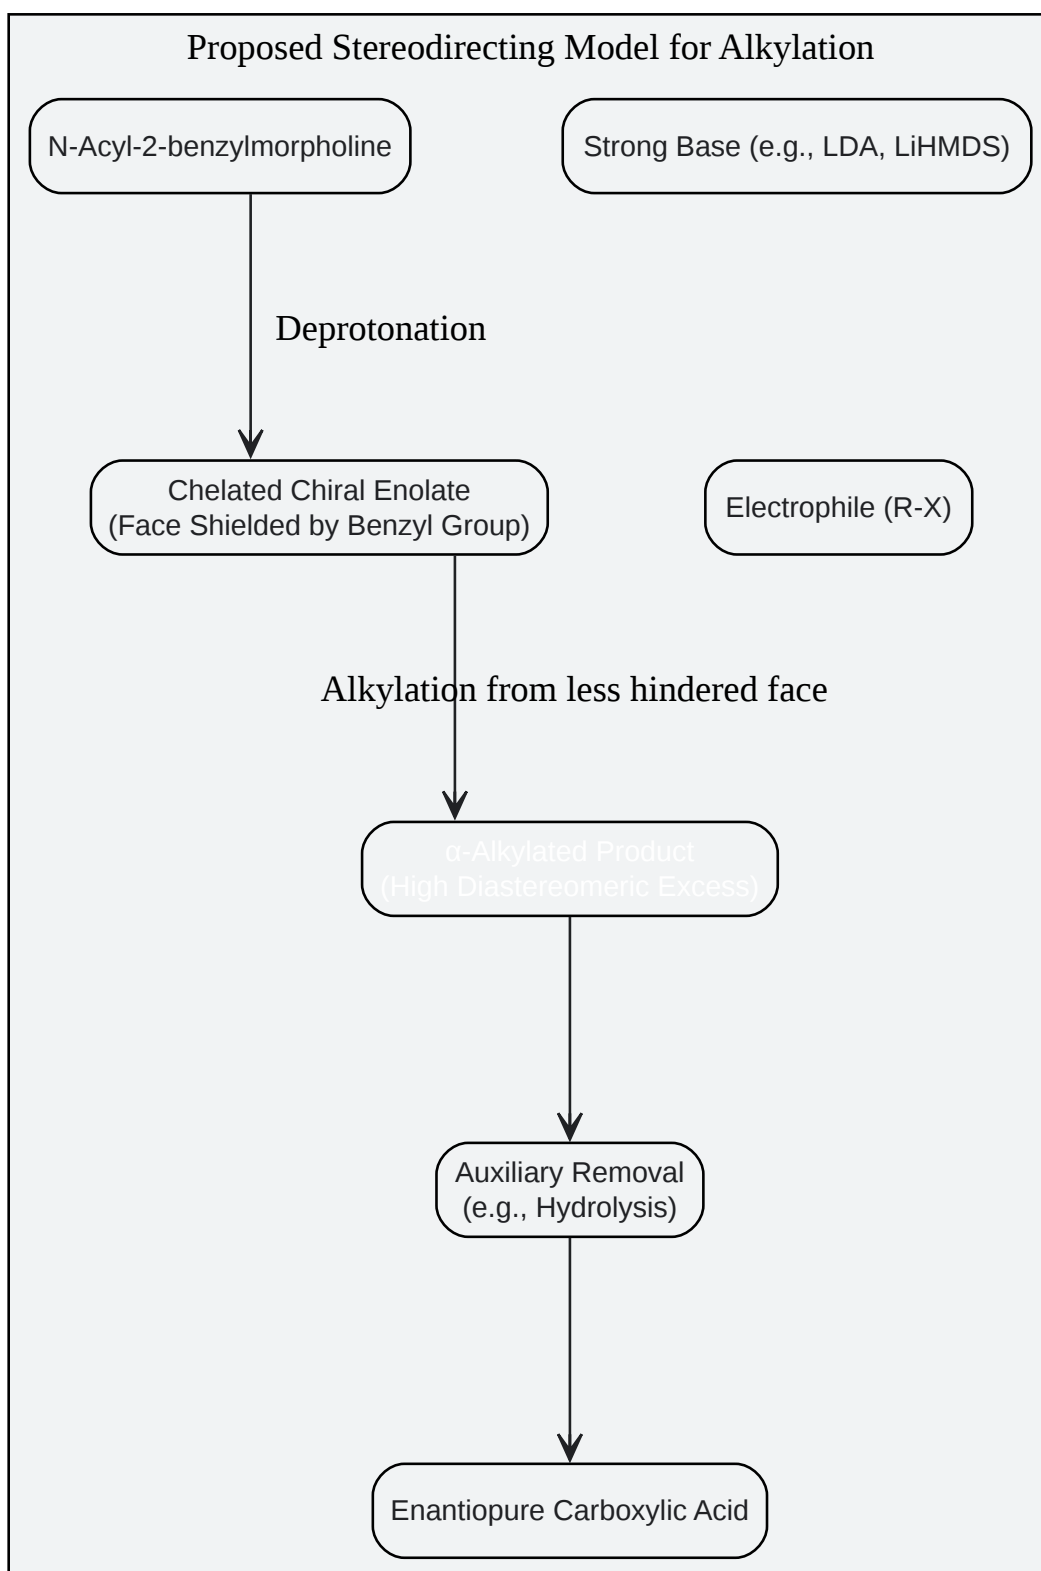 Proposed Stereodirecting Model for Alkylation
N-Acyl-2-benzylmorpholine
Strong Base (e.g., LDA, LiHMDS)
Deprotonation
Chelated Chiral Enolate
(Face Shielded by Benzyl Group)
Electrophile (R-X)
Alkylation from less hindered face
α-Alkylated Product
(High Diastereomeric Excess)
Auxiliary Removal
(e.g., Hydrolysis)
Enantiopure Carboxylic Acid